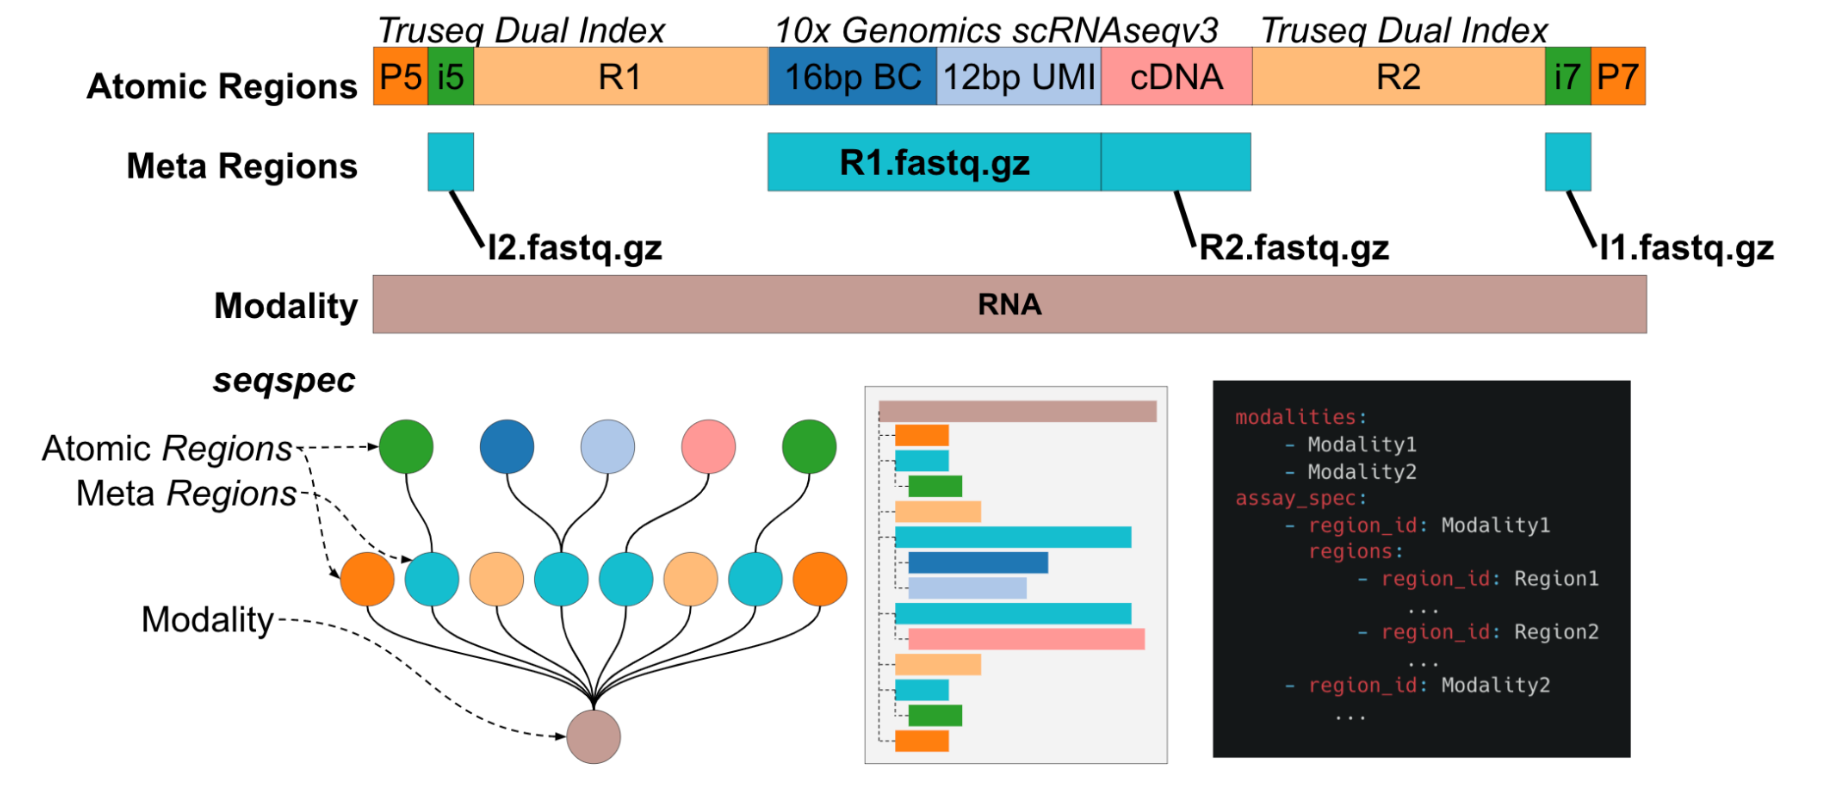 Truseq Dual Index 10x Genomics scRNAseqv3 Truseq Dual Index
Atomic Regions P5 i5 R1 16bp BC 12bp UMI cDNA R2 i7 P7
Meta Regions R1.fastq.gz
I2.fastq.gz R2.fastq.gz I1.fastq.gz
Modality RNA
seqspec
Atomic Regions
Meta Regions
Modality
modalities:
- Modality1
- Modality2
assay_spec:
- region_id: Modality1
regions:
- region_id: Region1
...
- region_id: Region2
...
- region_id: Modality2
...